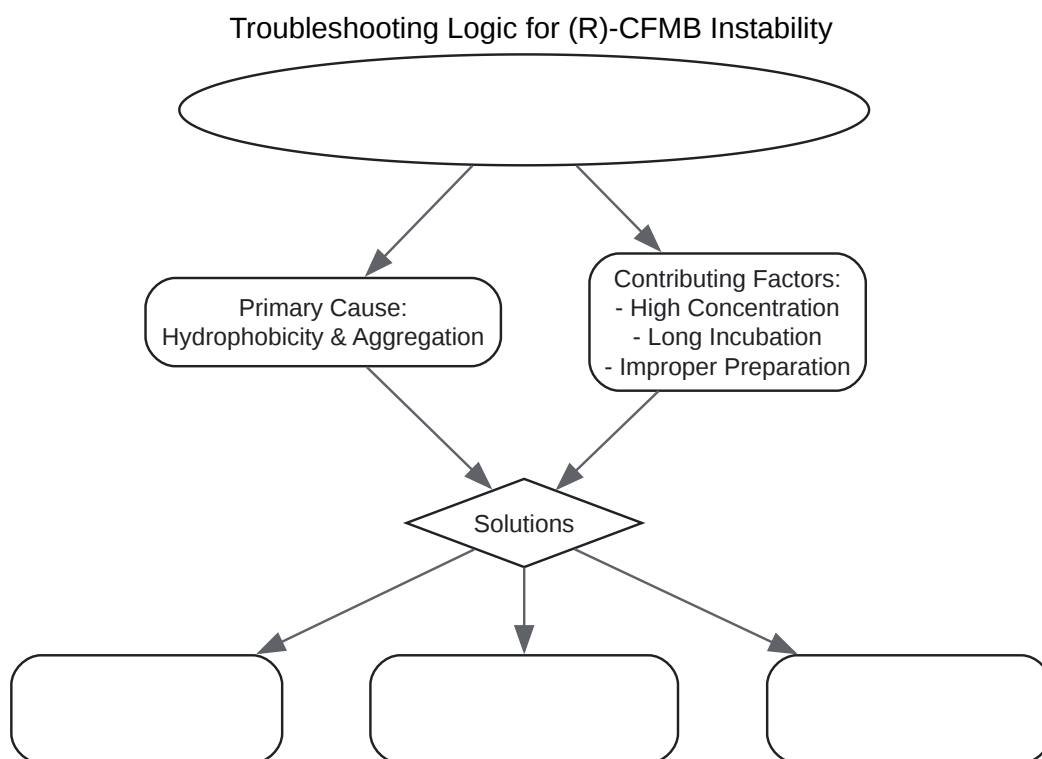 Troubleshooting Logic for (R)-CFMB Instability
Primary Cause:
Hydrophobicity & Aggregation
Contributing Factors:
- High Concentration
- Long Incubation
- Improper Preparation
Solutions